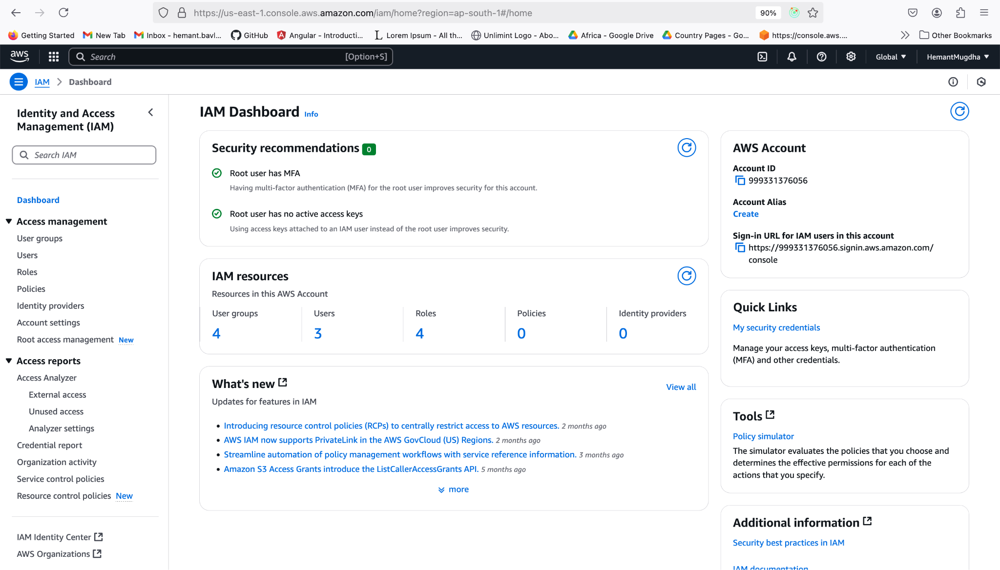 https://us-east-1.console.aws.amazon.com/iam/home?region=ap-south-1#/home
90%
Getting Started
New Tab
Inbox - hemant.bavl...
GitHub
Angular - Introducti...
Lorem Ipsum - All th...
Unlimint Logo - Abo...
Africa - Google Drive
Country Pages - Go...
https://console.aws....
Other Bookmarks
aws
Search
[Option+S]
Global
HemantMugdha
IAM
Dashboard
Identity and Access
Management (IAM)
Search IAM
Dashboard
Access management
User groups
Users
Roles
Policies
Identity providers
Account settings
Root access management New
Access reports
Access Analyzer
External access
Unused access
Analyzer settings
Credential report
Organization activity
Service control policies
Resource control policies New
IAM Identity Center
AWS Organizations
IAM Dashboard Info
Security recommendations 0
Root user has MFA
Having multi-factor authentication (MFA) for the root user improves security for this account.
Root user has no active access keys
Using access keys attached to an IAM user instead of the root user improves security.
IAM resources
Resources in this AWS Account
User groups
4
Users
3
Roles
4
Policies
0
Identity providers
0
What's new
View all
Updates for features in IAM
Introducing resource control policies (RCPs) to centrally restrict access to AWS resources. 2 months ago
AWS IAM now supports PrivateLink in the AWS GovCloud (US) Regions. 2 months ago
Streamline automation of policy management workflows with service reference information. 3 months ago
Amazon S3 Access Grants introduce the ListCallerAccessGrants API. 5 months ago
more
AWS Account
Account ID
999331376056
Account Alias
Create
Sign-in URL for IAM users in this account
https://999331376056.signin.aws.amazon.com/
console
Quick Links
My security credentials
Manage your access keys, multi-factor authentication
(MFA) and other credentials.
Tools
Policy simulator
The simulator evaluates the policies that you choose and
determines the effective permissions for each of the
actions that you specify.
Additional information
Security best practices in IAM
IAM documentation